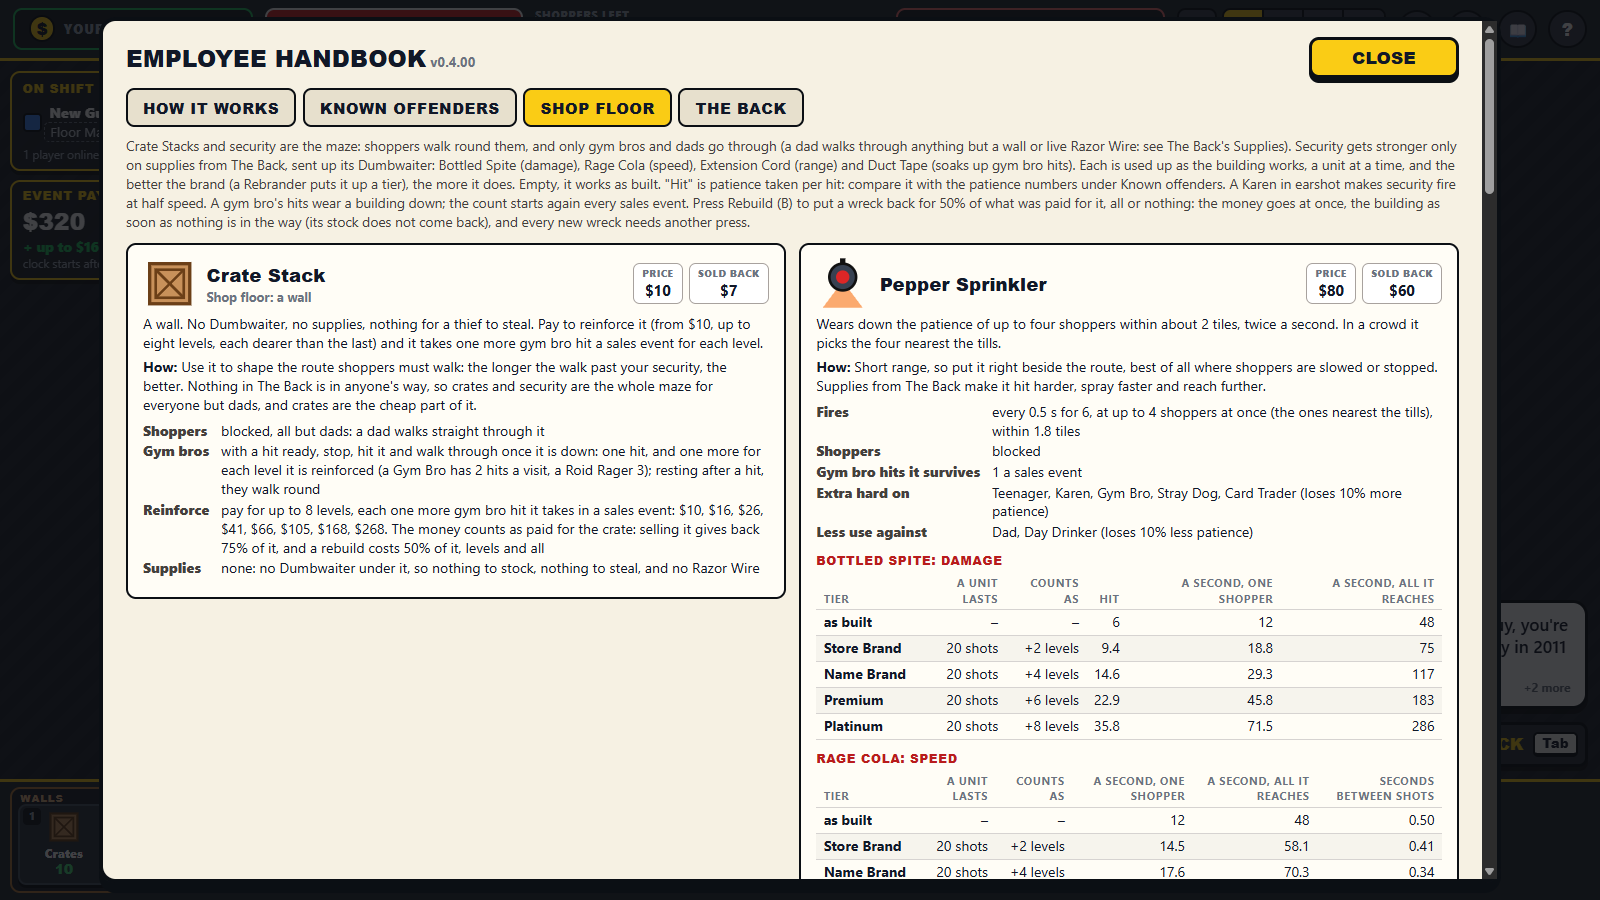 YOUR
SHOPPERS LEFT
?
EMPLOYEE HANDBOOK v0.4.00
CLOSE
HOW IT WORKS
KNOWN OFFENDERS
SHOP FLOOR
THE BACK
Crate Stacks and security are the maze: shoppers walk round them, and only gym bros and dads go through (a dad walks through anything but a wall or live Razor Wire: see The Back's Supplies). Security gets stronger only
on supplies from The Back, sent up its Dumbwaiter: Bottled Spite (damage), Rage Cola (speed), Extension Cord (range) and Duct Tape (soaks up gym bro hits). Each is used up as the building works, a unit at a time, and the
better the brand (a Rebrander puts it up a tier), the more it does. Empty, it works as built. "Hit" is patience taken per hit: compare it with the patience numbers under Known offenders. A Karen in earshot makes security fire
at half speed. A gym bro's hits wear a building down; the count starts again every sales event. Press Rebuild (B) to put a wreck back for 50% of what was paid for it, all or nothing: the money goes at once, the building as
soon as nothing is in the way (its stock does not come back), and every new wreck needs another press.
Crate Stack
Shop floor: a wall
PRICE
$10
SOLD BACK
$7
A wall. No Dumbwaiter, no supplies, nothing for a thief to steal. Pay to reinforce it (from $10, up to
eight levels, each dearer than the last) and it takes one more gym bro hit a sales event for each level.
How: Use it to shape the route shoppers must walk: the longer the walk past your security, the
better. Nothing in The Back is in anyone's way, so crates and security are the whole maze for
everyone but dads, and crates are the cheap part of it.
Shoppers blocked, all but dads: a dad walks straight through it
Gym bros with a hit ready, stop, hit it and walk through once it is down: one hit, and one more for
each level it is reinforced (a Gym Bro has 2 hits a visit, a Roid Rager 3); resting after a hit,
they walk round
Reinforce pay for up to 8 levels, each one more gym bro hit it takes in a sales event: $10, $16, $26,
$41, $66, $105, $168, $268. The money counts as paid for the crate: selling it gives back
75% of it, and a rebuild costs 50% of it, levels and all
Supplies none: no Dumbwaiter under it, so nothing to stock, nothing to steal, and no Razor Wire
Pepper Sprinkler
PRICE
$80
SOLD BACK
$60
Wears down the patience of up to four shoppers within about 2 tiles, twice a second. In a crowd it
picks the four nearest the tills.
How: Short range, so put it right beside the route, best of all where shoppers are slowed or stopped.
Supplies from The Back make it hit harder, spray faster and reach further.
Fires every 0.5 s for 6, at up to 4 shoppers at once (the ones nearest the tills),
within 1.8 tiles
Shoppers blocked
Gym bro hits it survives 1 a sales event
Extra hard on Teenager, Karen, Gym Bro, Stray Dog, Card Trader (loses 10% more
patience)
Less use against Dad, Day Drinker (loses 10% less patience)
BOTTLED SPITE: DAMAGE
TIER A UNIT LASTS COUNTS AS HIT A SECOND, ONE SHOPPER A SECOND, ALL IT REACHES
as built – – 6 12 48
Store Brand 20 shots +2 levels 9.4 18.8 75
Name Brand 20 shots +4 levels 14.6 29.3 117
Premium 20 shots +6 levels 22.9 45.8 183
Platinum 20 shots +8 levels 35.8 71.5 286
RAGE COLA: SPEED
TIER A UNIT LASTS COUNTS AS A SECOND, ONE SHOPPER A SECOND, ALL IT REACHES SECONDS BETWEEN SHOTS
as built – – 12 48 0.50
Store Brand 20 shots +2 levels 14.5 58.1 0.41
Name Brand 20 shots +4 levels 17.6 70.3 0.34
ON SHIFT
New Gu
Floor Ma
1 player online
EVENT PA
$320
+ up to $16
clock starts aft
ay, you're
y in 2011
+2 more
CK Tab
WALLS
1
Crates
10